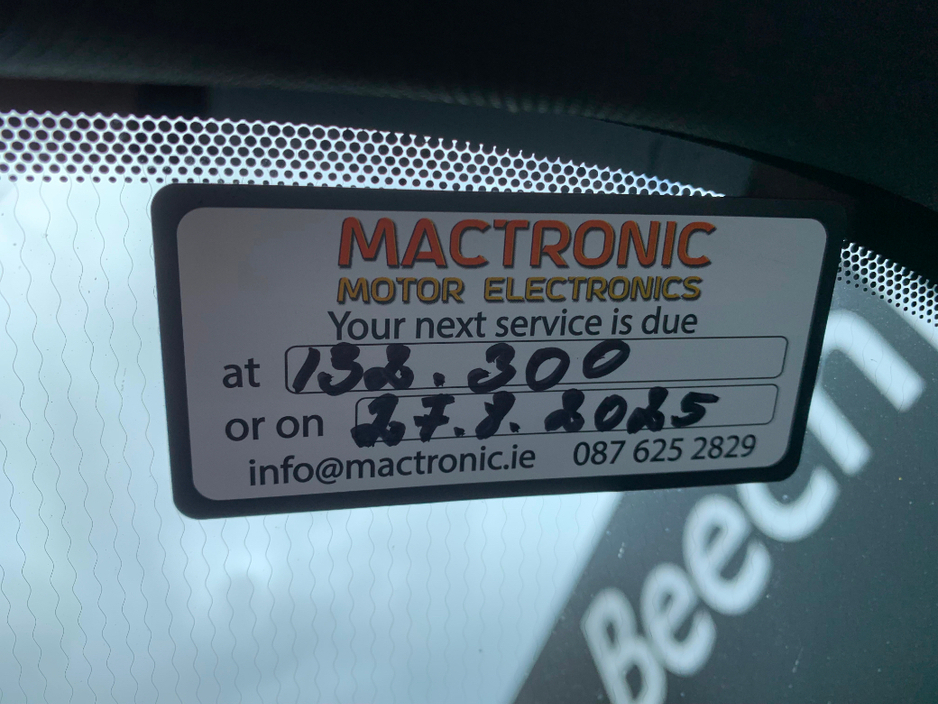 MACTRONIC
MOTOR ELECTRONICS
Your next service is due
at 138.300
or on 27.8.2025
info@mactronic.ie 087 625 2829
Beech